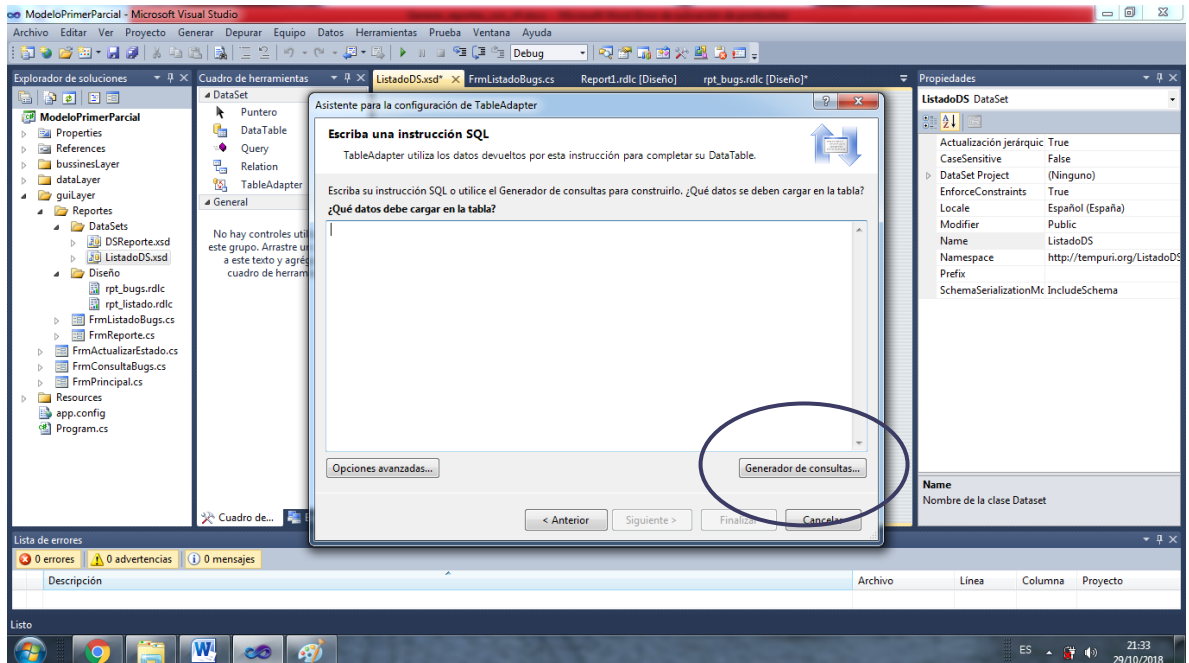 ModeloPrimerParcial - Microsoft Visual Studio
Archivo Editar Ver Proyecto Generar Depurar Equipo Datos Herramientas Prueba Ventana Ayuda
Debug
Explorador de soluciones
ModeloPrimerParcial
Properties
References
bussinesLayer
dataLayer
guiLayer
Reportes
DataSets
DSReporte.xsd
ListadoDS.xsd
Diseño
rpt_bugs.rdlc
rpt_listado.rdlc
FrmListadoBugs.cs
FrmReporte.cs
FrmActualizarEstado.cs
FrmConsultaBugs.cs
FrmPrincipal.cs
Resources
app.config
Program.cs
Cuadro de herramientas
DataSet
Puntero
DataTable
Query
Relation
TableAdapter
General
No hay controles
este grupo. Arrastre
a este texto y
cuadro de
Cuadro de...
ListadoDS.xsd* FrmListadoBugs.cs Report1.rdlc [Diseño] rpt_bugs.rdlc [Diseño]*
Asistente para la configuración de TableAdapter
Escriba una instrucción SQL
TableAdapter utiliza los datos devueltos por esta instrucción para completar su DataTable.
Escriba su instrucción SQL o utilice el Generador de consultas para construirlo. ¿Qué datos se deben cargar en la tabla?
¿Qué datos debe cargar en la tabla?
Opciones avanzadas... Generador de consultas...
< Anterior Siguiente > Finalizar Cancelar
Propiedades
ListadoDS DataSet
Actualización jerárquic True
CaseSensitive False
DataSet Project (Ninguno)
EnforceConstraints True
Locale Español (España)
Modifier Public
Name ListadoDS
Namespace http://tempuri.org/ListadoDS
Prefix
SchemaSerializationMc IncludeSchema
Name
Nombre de la clase Dataset
Lista de errores
0 errores 0 advertencias 0 mensajes
Descripción Archivo Línea Columna Proyecto
Listo
ES 21:33
29/10/2018